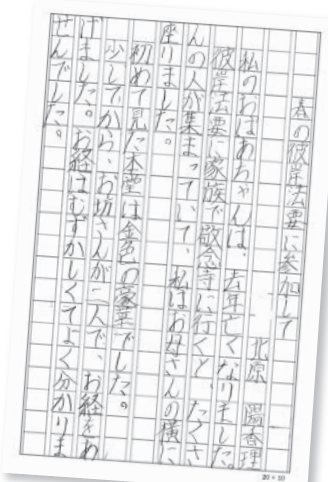 春の彼岸法要に参加して
北原 陽香理
私のおばあちゃんは、去年亡くなりました。
彼岸法要に家族で敬念寺に行くと、たくさ
んの人が集まっていて、私はお母さんの横に
座りました。
初めて見た本堂は金色の豪華でした。
少してから、お坊さんが二人で、お経をあ
げました。お経はむずかしくてよく分かりま
せんでした。
20×20